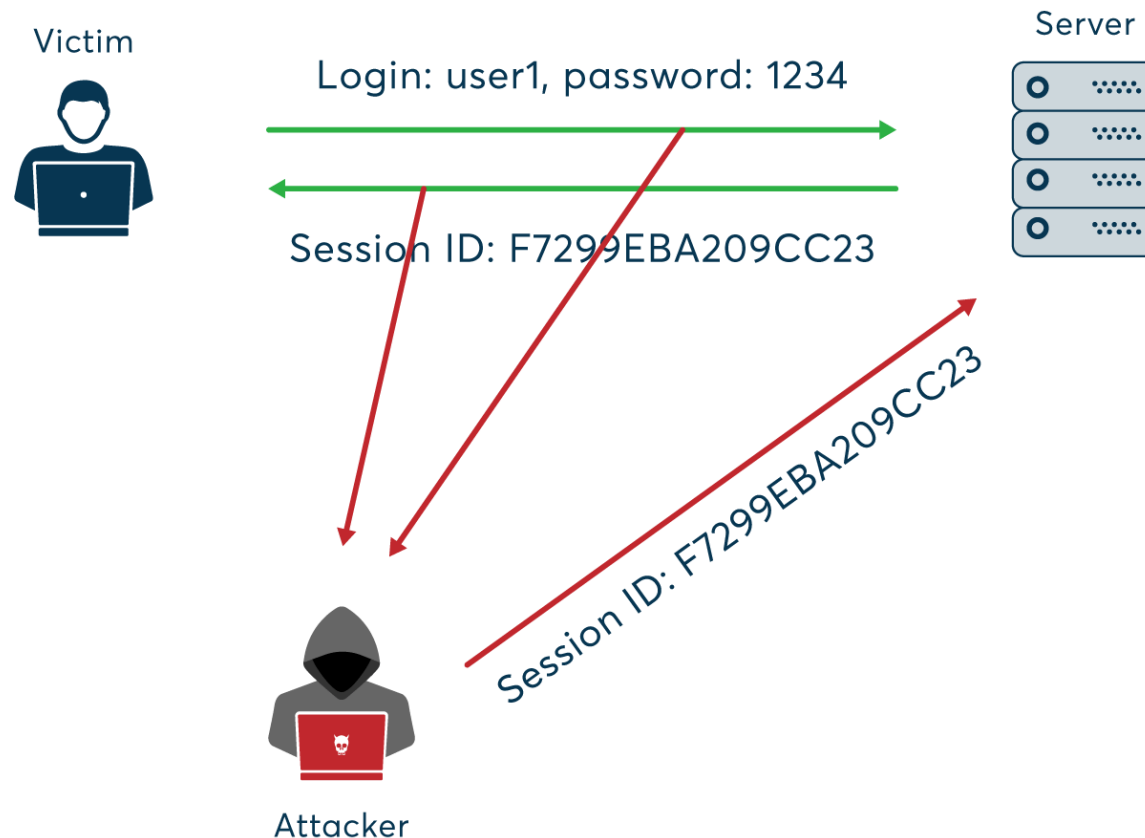 Victim
Server
Login: user1, password: 1234
Session ID: F7299EBA209CC23
Session ID: F7299EBA209CC23
Attacker